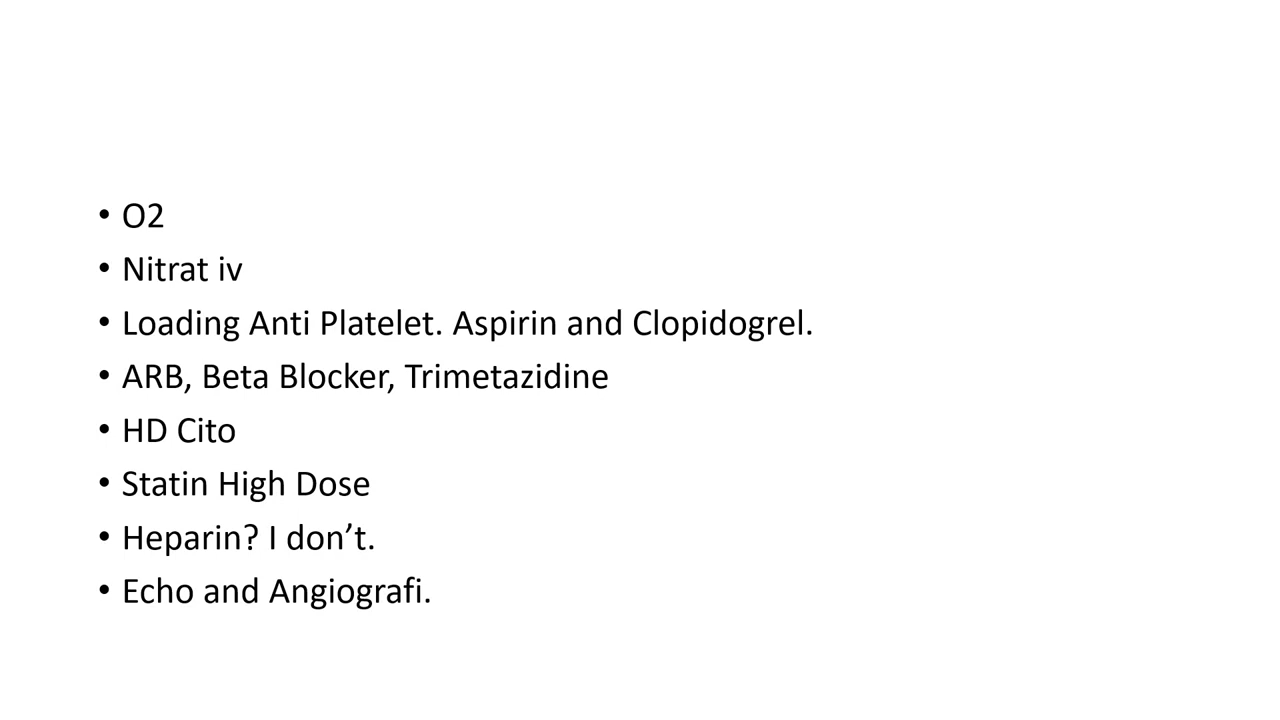 • O2
• Nitrat iv
• Loading Anti Platelet. Aspirin and Clopidogrel.
• ARB, Beta Blocker, Trimetazidine
• HD Cito
• Statin High Dose
• Heparin? I don’t.
• Echo and Angiografi.